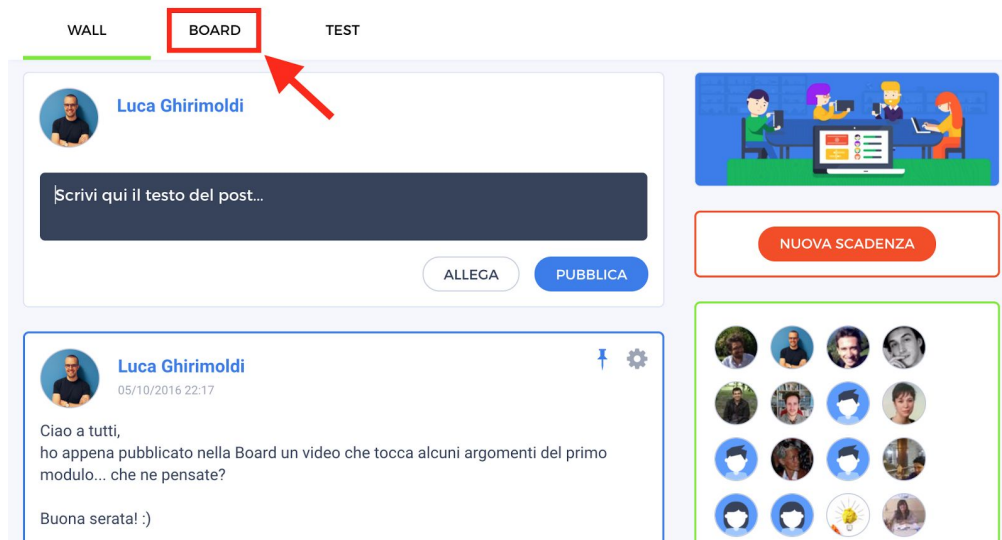 WALL BOARD TEST
Luca Ghirimoldi
Scrivi qui il testo del post...
ALLEGA PUBBLICA
NUOVA SCADENZA
Luca Ghirimoldi
05/10/2016 22:17
Ciao a tutti,
ho appena pubblicato nella Board un video che tocca alcuni argomenti del primo
modulo... che ne pensate?
Buona serata! :)